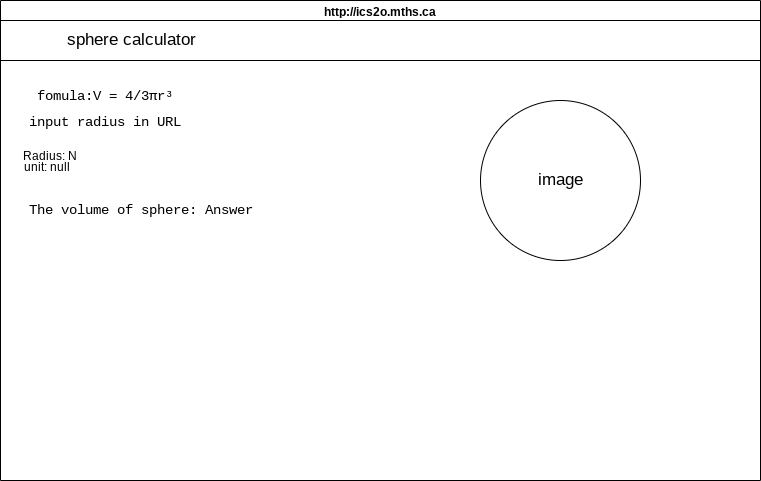 http://ics2o.mths.ca
sphere calculator
fomula:V = 4/3πr³
input radius in URL
Radius: N
unit: null
The volume of sphere: Answer
image